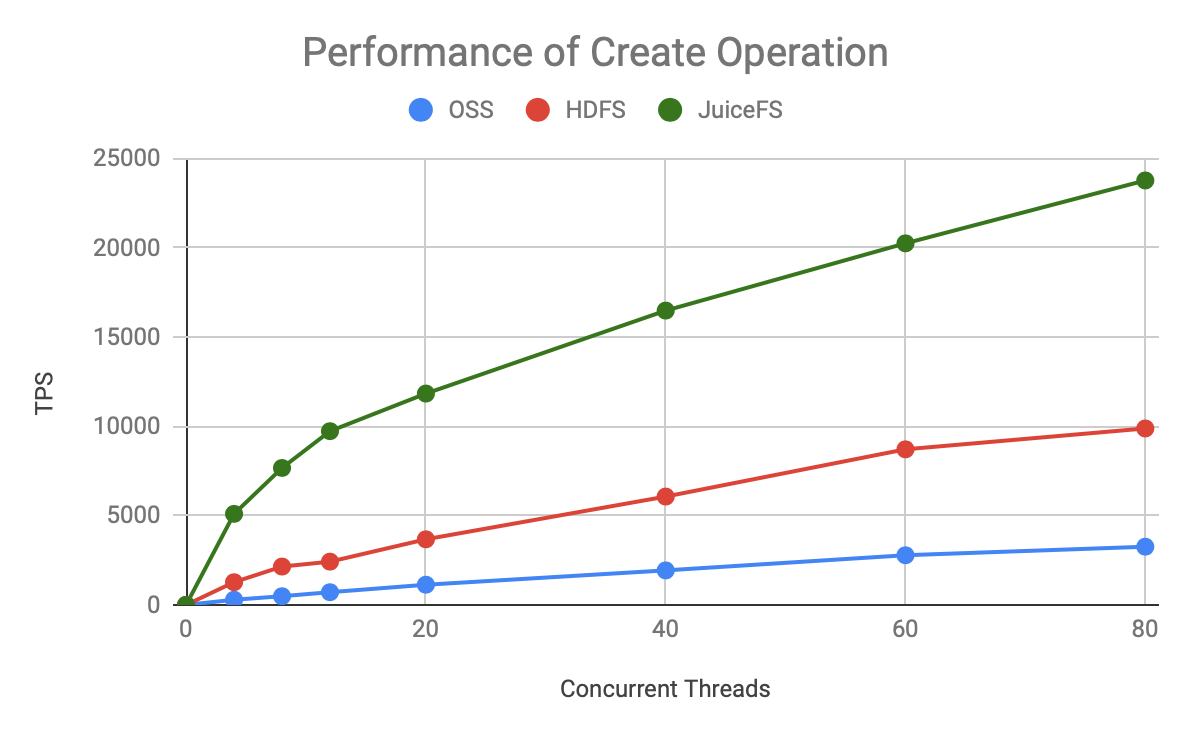 Performance of Create Operation
OSS HDFS JuiceFS
25000
20000
15000
10000
5000
0
TPS
0 20 40 60 80
Concurrent Threads